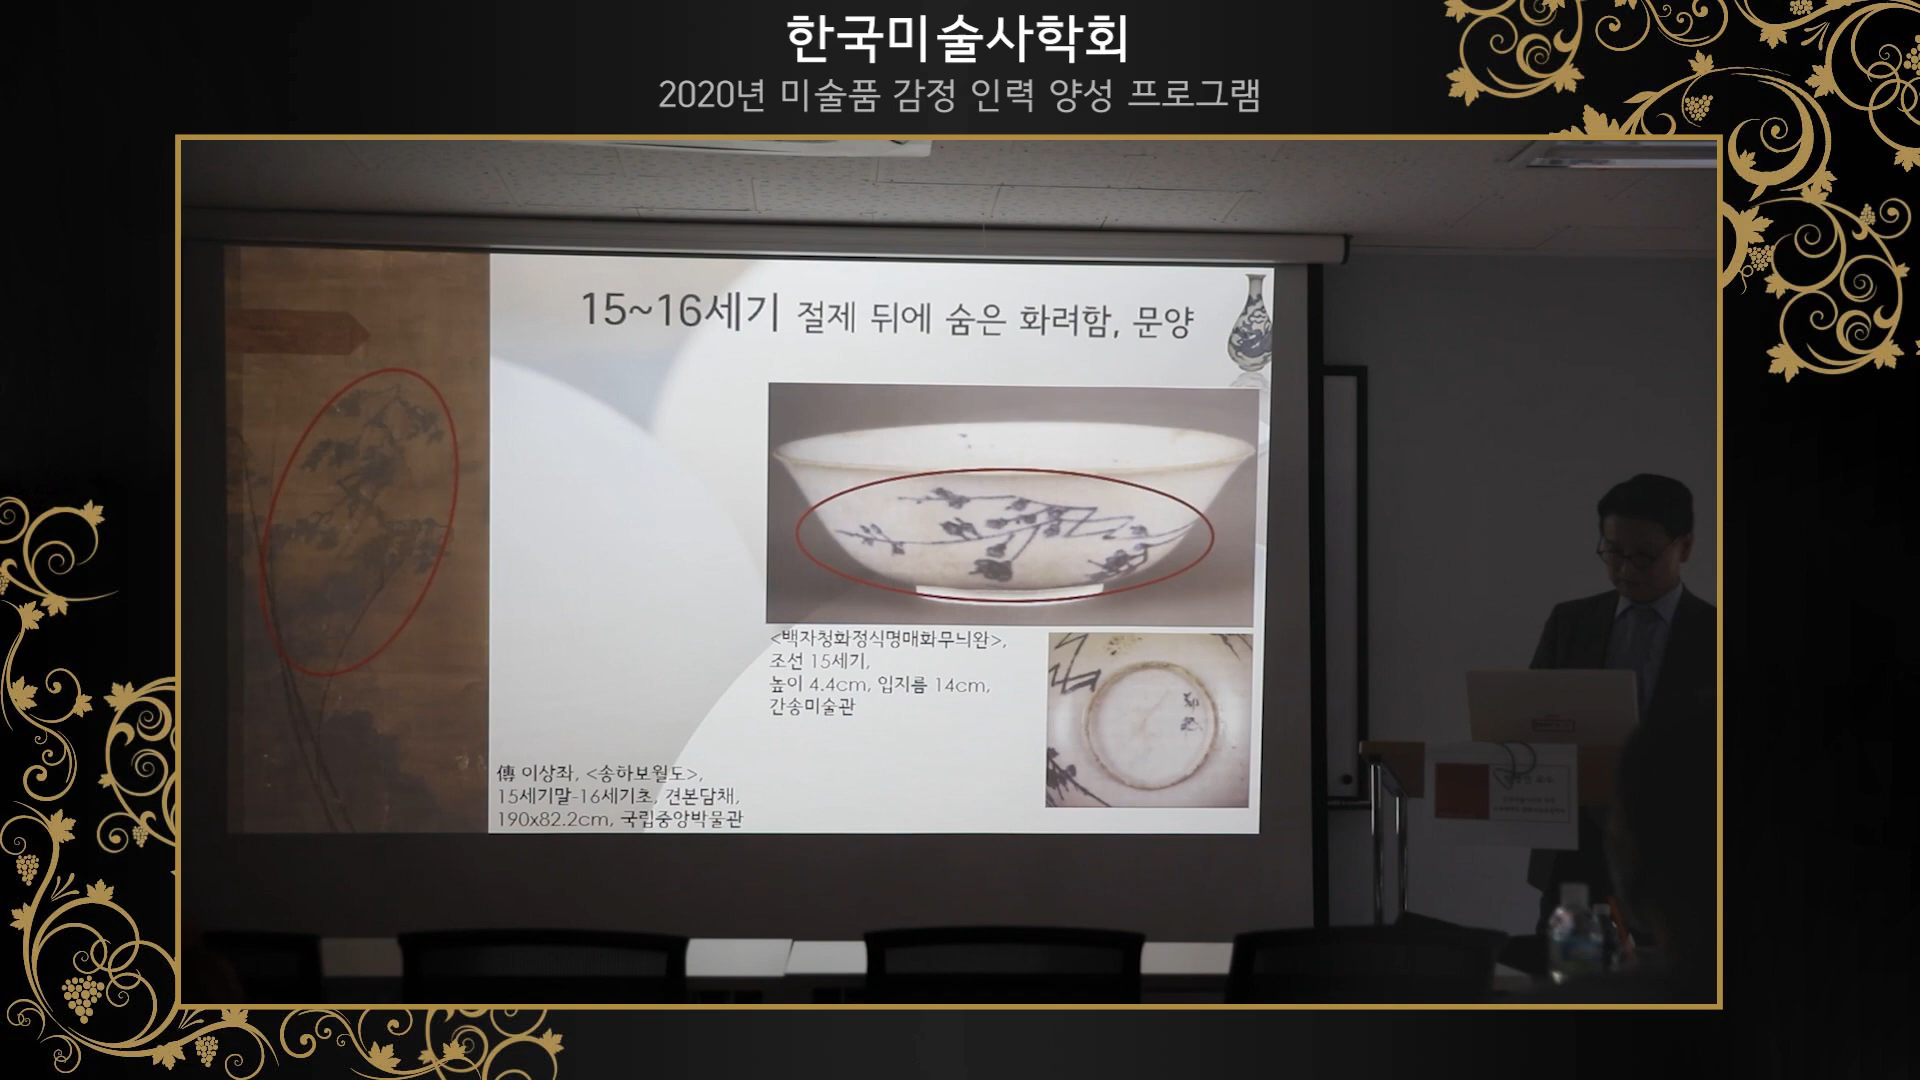 한국미술사학회
2020년 미술품 감정 인력 양성 프로그램
15~16세기 절제 뒤에 숨은 화려함, 문양
<백자청화정식명매화무늬완>,
조선 15세기,
높이 4.4cm, 입지름 14cm,
간송미술관
傳 이상좌, <송하보월도>,
15세기말-16세기초, 견본담채,
190x82.2cm, 국립중앙박물관